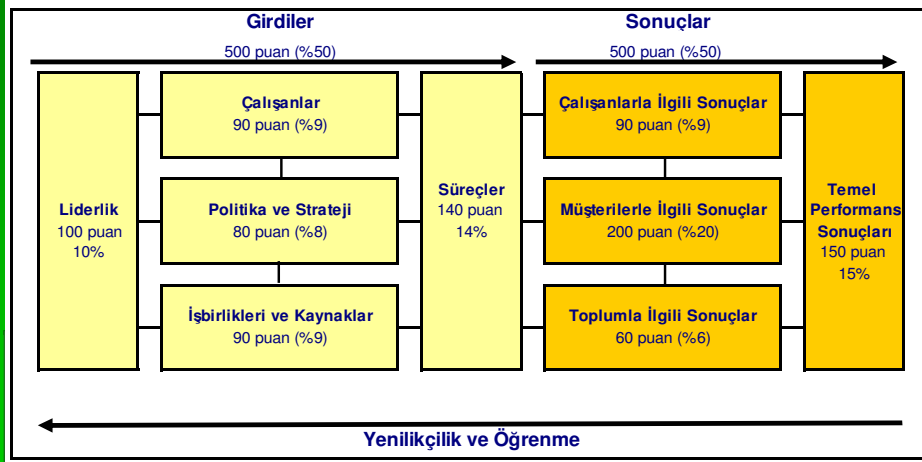 Girdiler
500 puan (%50)
Sonuçlar
500 puan (%50)
Liderlik
100 puan
10%
Çalışanlar
90 puan (%9)
Politika ve Strateji
80 puan (%8)
İşbirlikleri ve Kaynaklar
90 puan (%9)
Süreçler
140 puan
14%
Çalışanlarla İlgili Sonuçlar
90 puan (%9)
Müşterilerle İlgili Sonuçlar
200 puan (%20)
Toplumla İlgili Sonuçlar
60 puan (%6)
Temel
Performans
Sonuçları
150 puan
15%
Yenilikçilik ve Öğrenme